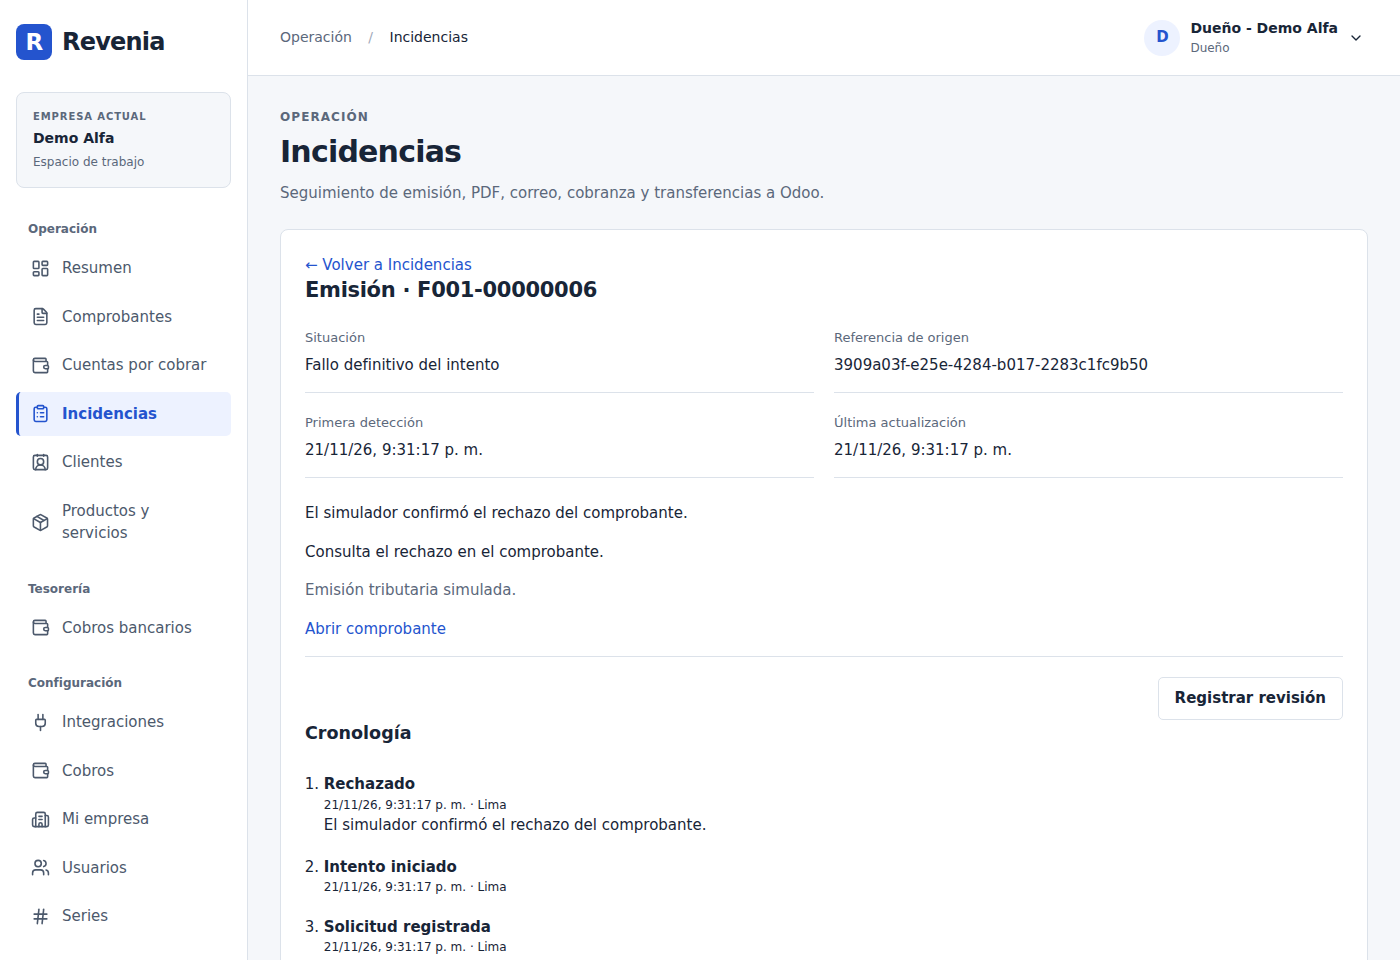 R Revenia
EMPRESA ACTUAL
Demo Alfa
Espacio de trabajo
Operación
Resumen
Comprobantes
Cuentas por cobrar
Incidencias
Clientes
Productos y
servicios
Tesorería
Cobros bancarios
Configuración
Integraciones
Cobros
Mi empresa
Usuarios
Series
Operación / Incidencias
D
Dueño - Demo Alfa
Dueño
OPERACIÓN
Incidencias
Seguimiento de emisión, PDF, correo, cobranza y transferencias a Odoo.
← Volver a Incidencias
Emisión · F001-00000006
Situación
Fallo definitivo del intento
Referencia de origen
3909a03f-e25e-4284-b017-2283c1fc9b50
Primera detección
21/11/26, 9:31:17 p. m.
Última actualización
21/11/26, 9:31:17 p. m.
El simulador confirmó el rechazo del comprobante.
Consulta el rechazo en el comprobante.
Emisión tributaria simulada.
Abrir comprobante
Registrar revisión
Cronología
1. Rechazado
21/11/26, 9:31:17 p. m. · Lima
El simulador confirmó el rechazo del comprobante.
2. Intento iniciado
21/11/26, 9:31:17 p. m. · Lima
3. Solicitud registrada
21/11/26, 9:31:17 p. m. · Lima